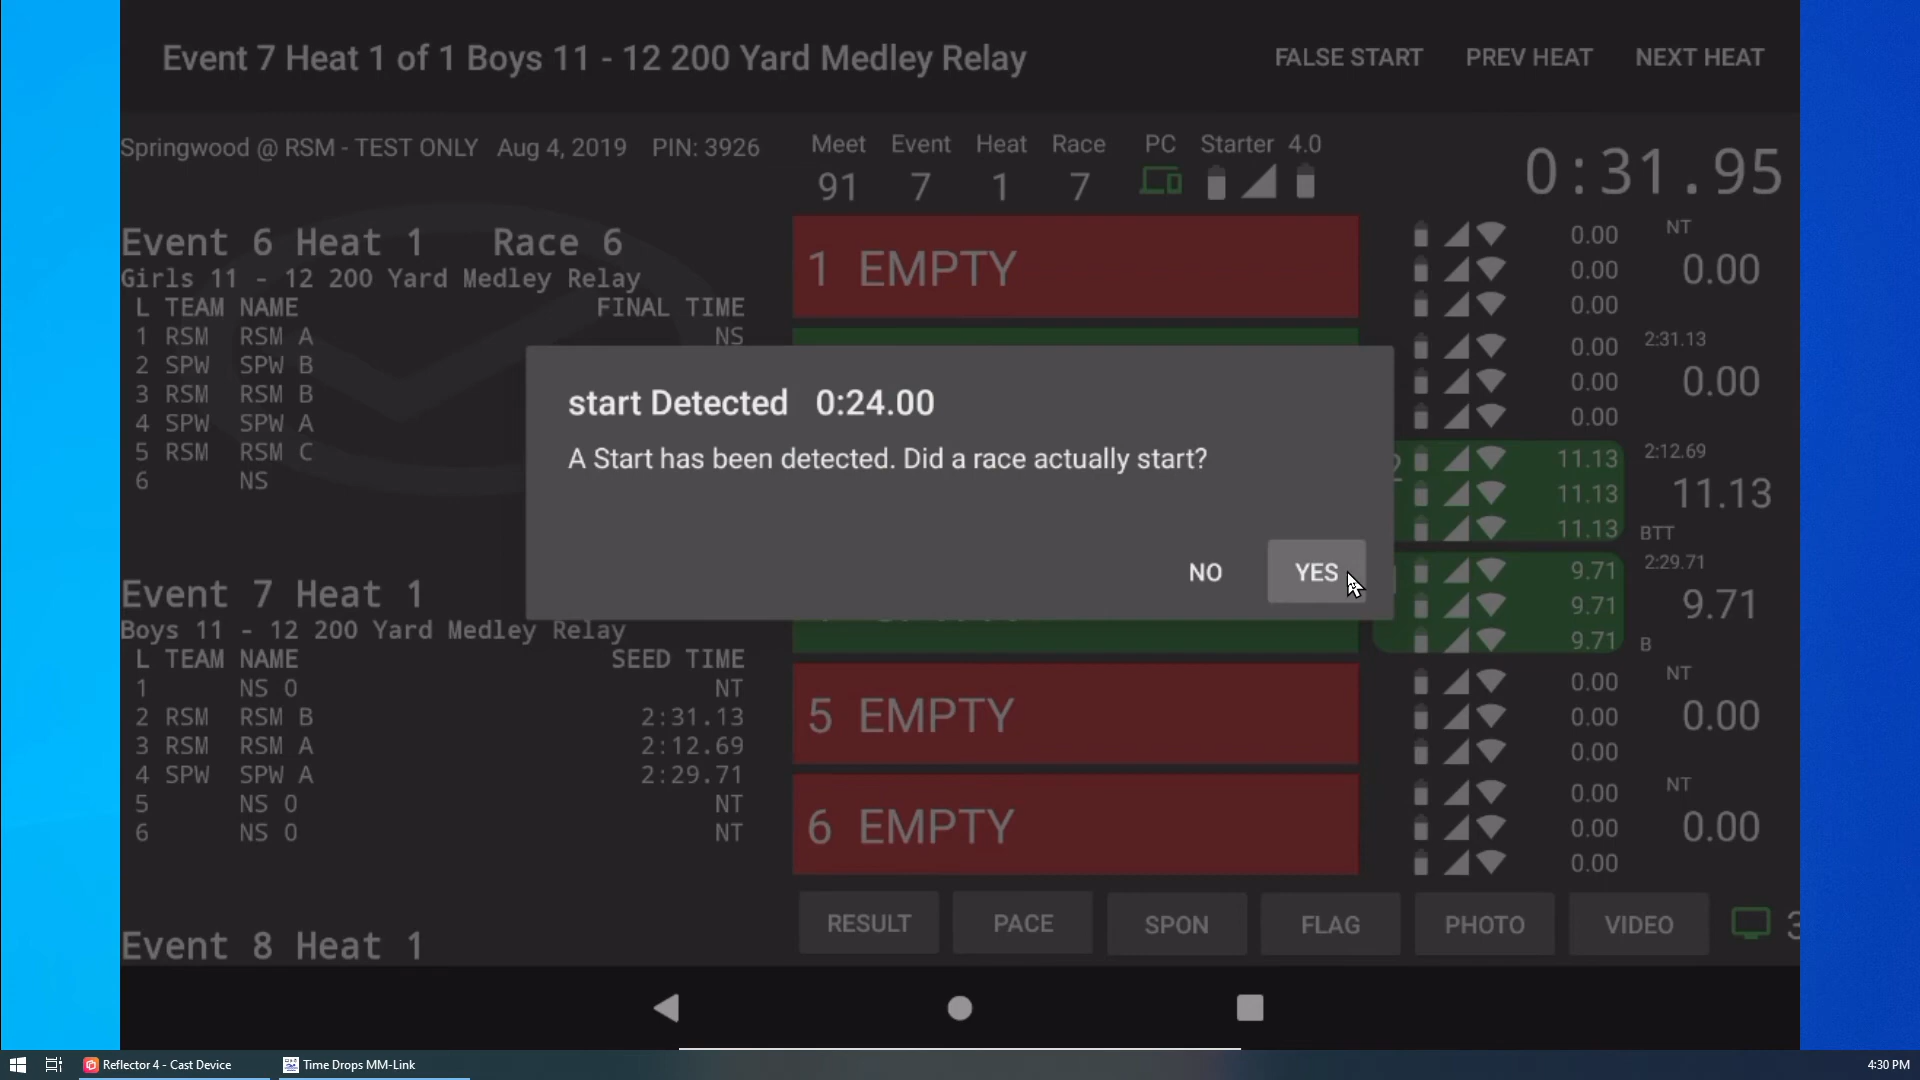 Event 7 Heat 1 of 1 Boys 11 - 12 200 Yard Medley Relay
FALSE START PREV HEAT NEXT HEAT
Springwood @ RSM - TEST ONLY Aug 4, 2019 PIN: 3926
Meet Event Heat Race PC Starter 4.0
91 7 1 7
0:31.95
Event 6 Heat 1 Race 6
Girls 11 - 12 200 Yard Medley Relay
L TEAM NAME FINAL TIME
1 RSM RSM A NS
2 SPW SPW B
3 RSM RSM B
4 SPW SPW A
5 RSM RSM C
6 NS
Event 7 Heat 1
Boys 11 - 12 200 Yard Medley Relay
L TEAM NAME SEED TIME
1 NS 0 NT
2 RSM RSM B 2:31.13
3 RSM RSM A 2:12.69
4 SPW SPW A 2:29.71
5 NS 0 NT
6 NS 0 NT
Event 8 Heat 1
start Detected 0:24.00
A Start has been detected. Did a race actually start?
NO YES
1 EMPTY
5 EMPTY
6 EMPTY
0.00 NT
0.00 0.00
0.00
0.00 2:31.13
0.00 0.00
0.00
11.13 2:12.69
11.13 11.13
11.13 BTT
9.71 2:29.71
9.71 9.71
9.71 B
0.00 NT
0.00 0.00
0.00
0.00 NT
0.00 0.00
0.00
RESULT PACE SPON FLAG PHOTO VIDEO
Reflector 4 - Cast Device Time Drops MM-Link 4:30 PM